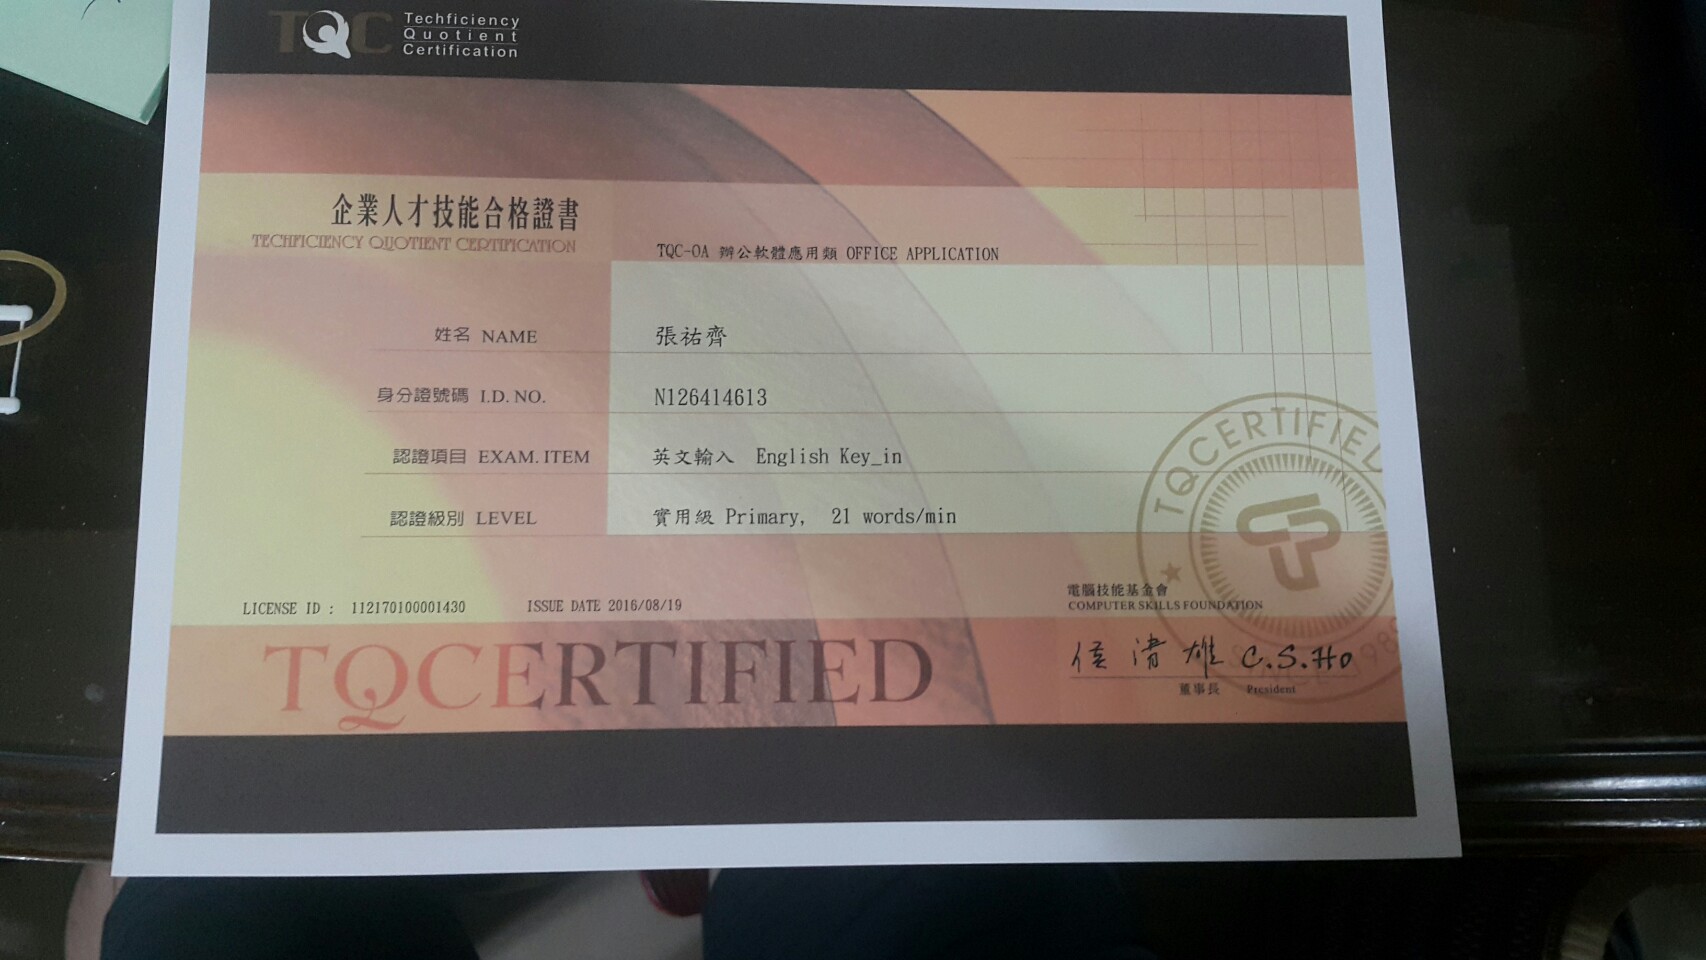 TQC Techficiency
Quotient
Certification
企業人才技能合格證書
TECHFICIENCY QUOTIENT CERTIFICATION
TQC-OA 辦公軟體應用類 OFFICE APPLICATION
姓名 NAME 張祐齊
身分證號碼 I.D. NO. N126414613
認證項目 EXAM. ITEM 英文輸入 English Key_in
認證級別 LEVEL 實用級 Primary, 21 words/min
TQCERTIFIED
電腦技能基金會
COMPUTER SKILLS FOUNDATION
LICENSE ID : 112170100001430 ISSUE DATE 2016/08/19
TQCERTIFIED
侯清雄 C.S.Ho
董事長 President